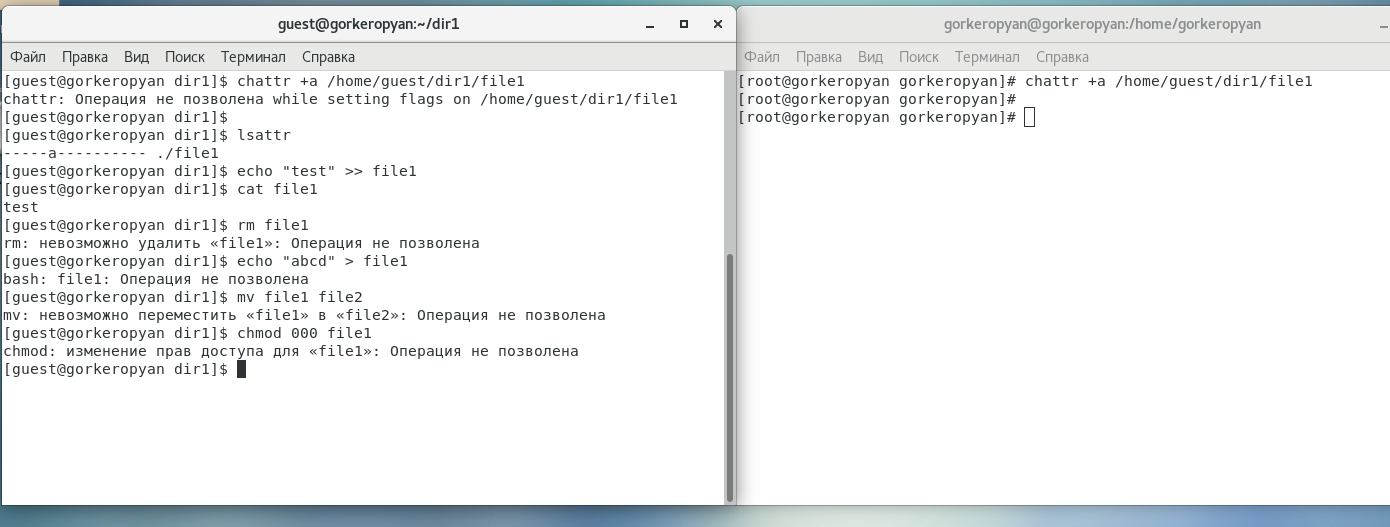 guest@gorkeropyan:~/dir1
Файл Правка Вид Поиск Терминал Справка
[guest@gorkeropyan dir1]$ chattr +a /home/guest/dir1/file1
chattr: Операция не позволена while setting flags on /home/guest/dir1/file1
[guest@gorkeropyan dir1]$
[guest@gorkeropyan dir1]$ lsattr
-----a---------- ./file1
[guest@gorkeropyan dir1]$ echo "test" >> file1
[guest@gorkeropyan dir1]$ cat file1
test
[guest@gorkeropyan dir1]$ rm file1
rm: невозможно удалить «file1»: Операция не позволена
[guest@gorkeropyan dir1]$ echo "abcd" > file1
bash: file1: Операция не позволена
[guest@gorkeropyan dir1]$ mv file1 file2
mv: невозможно переместить «file1» в «file2»: Операция не позволена
[guest@gorkeropyan dir1]$ chmod 000 file1
chmod: изменение прав доступа для «file1»: Операция не позволена
[guest@gorkeropyan dir1]$
gorkeropyan@gorkeropyan:/home/gorkeropyan
Файл Правка Вид Поиск Терминал Справка
[root@gorkeropyan gorkeropyan]# chattr +a /home/guest/dir1/file1
[root@gorkeropyan gorkeropyan]#
[root@gorkeropyan gorkeropyan]#